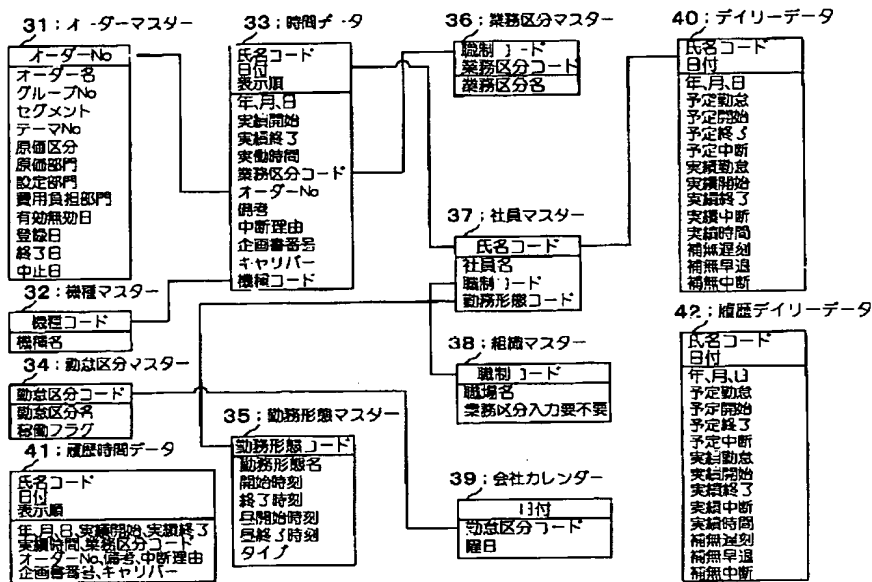 31：オーダーマスター
オーダーNo
オーダー名
グループNo
セグメント
テーマNo
原価区分
原価部門
設定部門
費用負担部門
有効無効日
登録日
終了日
中止日
32：機種マスター
機種コード
機種名
34：勤怠区分マスター
勤怠区分コード
勤怠区分名
稼働フラグ
41：履歴時間データ
氏名コード
日付
表示順
年、月、日、実績開始、実績終了
実績時間、業務区分コード
オーダーNo、備考、中断理由
企画書番号、キャリパー
33：時間データ
氏名コード
日付
表示順
年、月、日
実績開始
実績終了
実働時間
業務区分コード
オーダーNo
備考
中断理由
企画書番号
キャリパー
機種コード
35：勤務形態マスター
勤務形態コード
勤務形態名
開始時刻
終了時刻
昼開始時刻
昼終了時刻
タイプ
36：業務区分マスター
職制コード
業務区分コード
業務区分名
37：社員マスター
氏名コード
社員名
職制コード
勤務形態コード
38：組織マスター
職制コード
職場名
業務区分入力要不要
39：会社カレンダー
日付
勤怠区分コード
曜日
40：デイリーデータ
氏名コード
日付
年、月、日
予定勤怠
予定開始
予定終了
予定中断
実績勤怠
実績開始
実績終了
実績中断
実績時間
補無遅刻
補無早退
補無中断
42：履歴デイリーデータ
氏名コード
日付
年、月、日
予定勤怠
予定開始
予定終了
予定中断
実績勤怠
実績開始
実績終了
実績中断
実績時間
補無遅刻
補無早退
補無中断